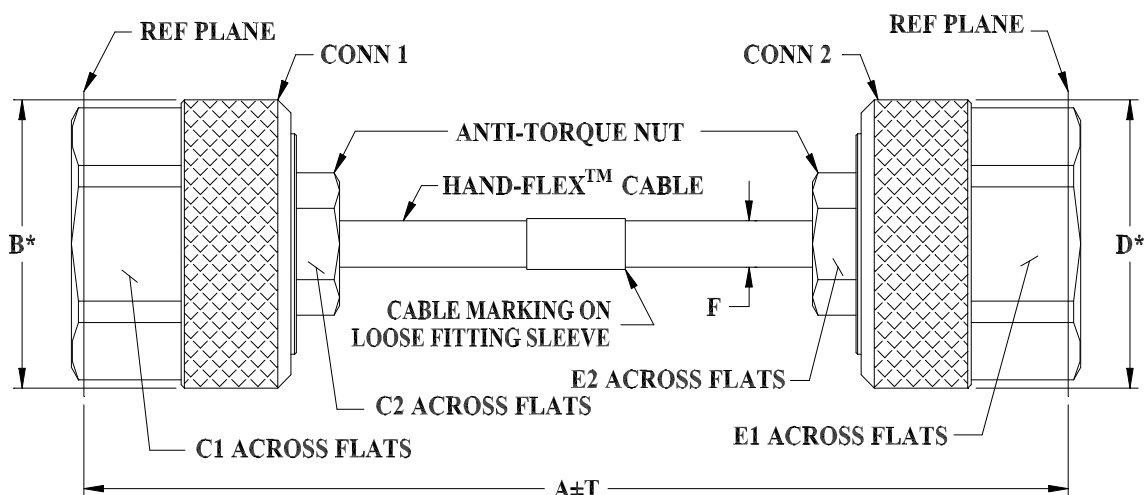 REF PLANE
REF PLANE
CONN 1
CONN 2
ANTI-TORQUE NUT
HAND-FLEX™ CABLE
B*
D*
F
CABLE MARKING ON
LOOSE FITTING SLEEVE
E2 ACROSS FLATS
C2 ACROSS FLATS
E1 ACROSS FLATS
C1 ACROSS FLATS
A±T